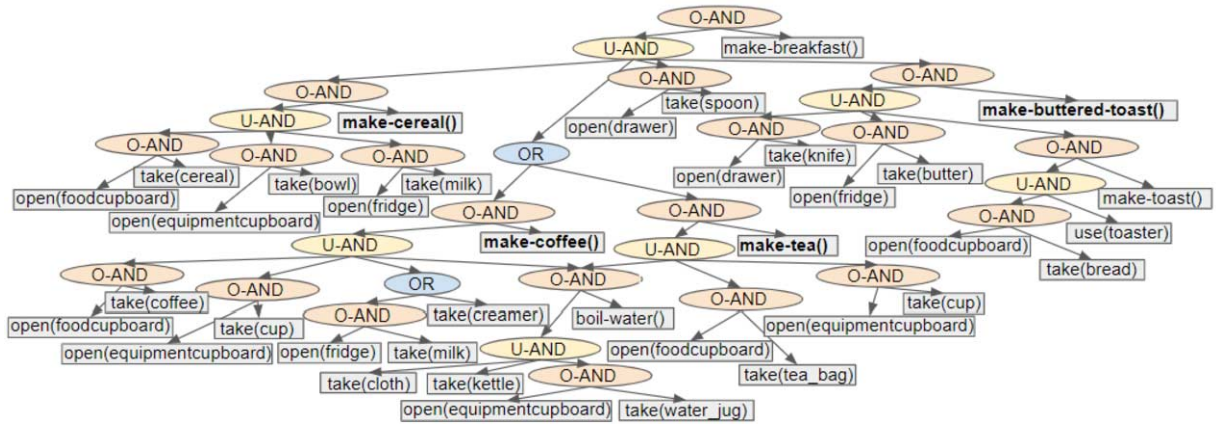 O-AND
U-AND
make-breakfast()
O-AND
O-AND
O-AND
take(spoon)
U-AND
make-cereal()
open(drawer)
U-AND
make-buttered-toast()
O-AND
O-AND
O-AND
OR
O-AND
O-AND
O-AND
take(cereal)
take(bowl)
take(milk)
take(knife)
take(butter)
open(foodcupboard)
open(equipmentcupboard)
open(fridge)
open(drawer)
open(fridge)
U-AND
make-toast()
O-AND
O-AND
O-AND
use(toaster)
U-AND
make-coffee()
U-AND
make-tea()
open(foodcupboard)
take(bread)
O-AND
O-AND
OR
O-AND
O-AND
take(coffee)
take(cup)
O-AND
take(creamer)
boil-water()
O-AND
take(cup)
open(foodcupboard)
open(equipmentcupboard)
open(fridge)
take(milk)
U-AND
open(foodcupboard)
open(equipmentcupboard)
take(cloth)
take(kettle)
O-AND
take(tea_bag)
open(equipmentcupboard)
take(water_jug)